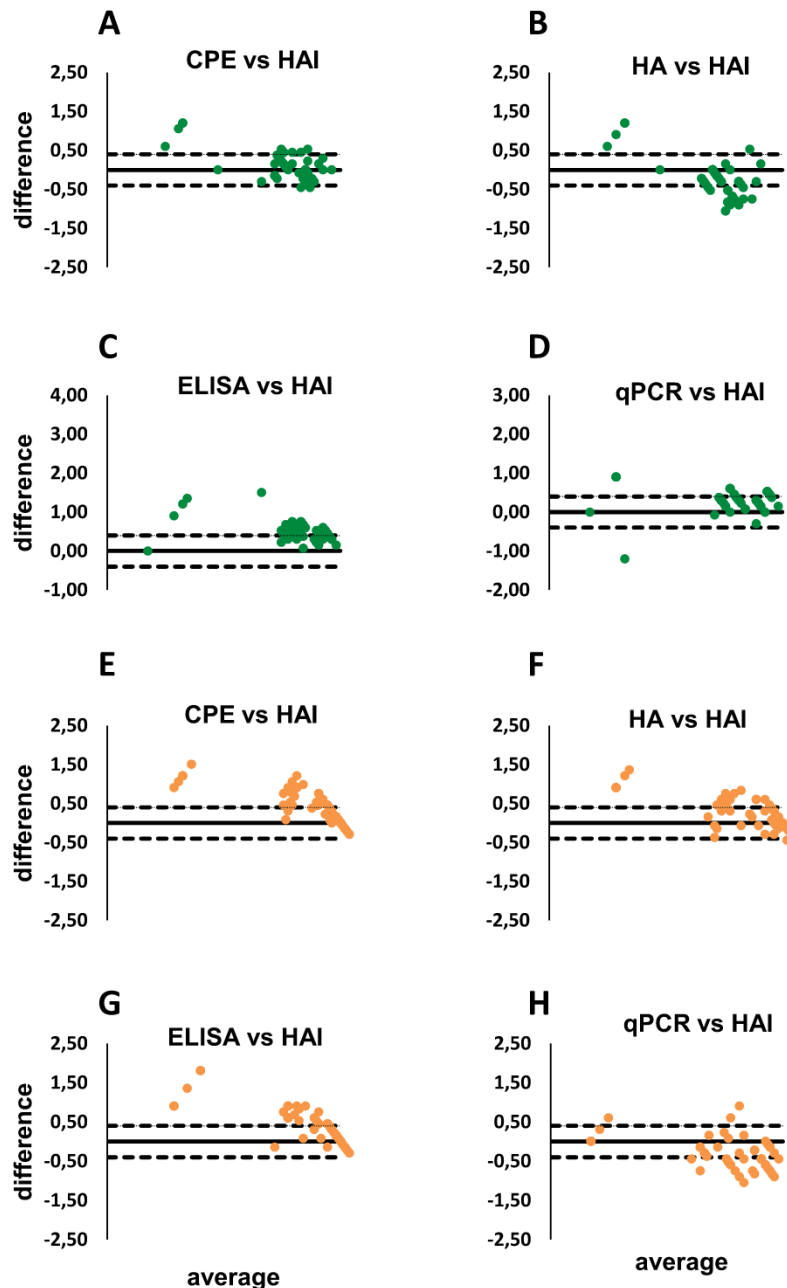 A
CPE vs HAI
2,50
1,50
0,50
-0,50
-1,50
-2,50
difference
B
HA vs HAI
2,50
1,50
0,50
-0,50
-1,50
-2,50
C
ELISA vs HAI
4,00
3,00
2,00
1,00
0,00
-1,00
difference
D
qPCR vs HAI
3,00
2,00
1,00
0,00
-1,00
-2,00
E
CPE vs HAI
2,50
1,50
0,50
-0,50
-1,50
-2,50
difference
F
HA vs HAI
2,50
1,50
0,50
-0,50
-1,50
-2,50
G
ELISA vs HAI
2,50
1,50
0,50
-0,50
-1,50
-2,50
difference
average
H
qPCR vs HAI
2,50
1,50
0,50
-0,50
-1,50
-2,50
average